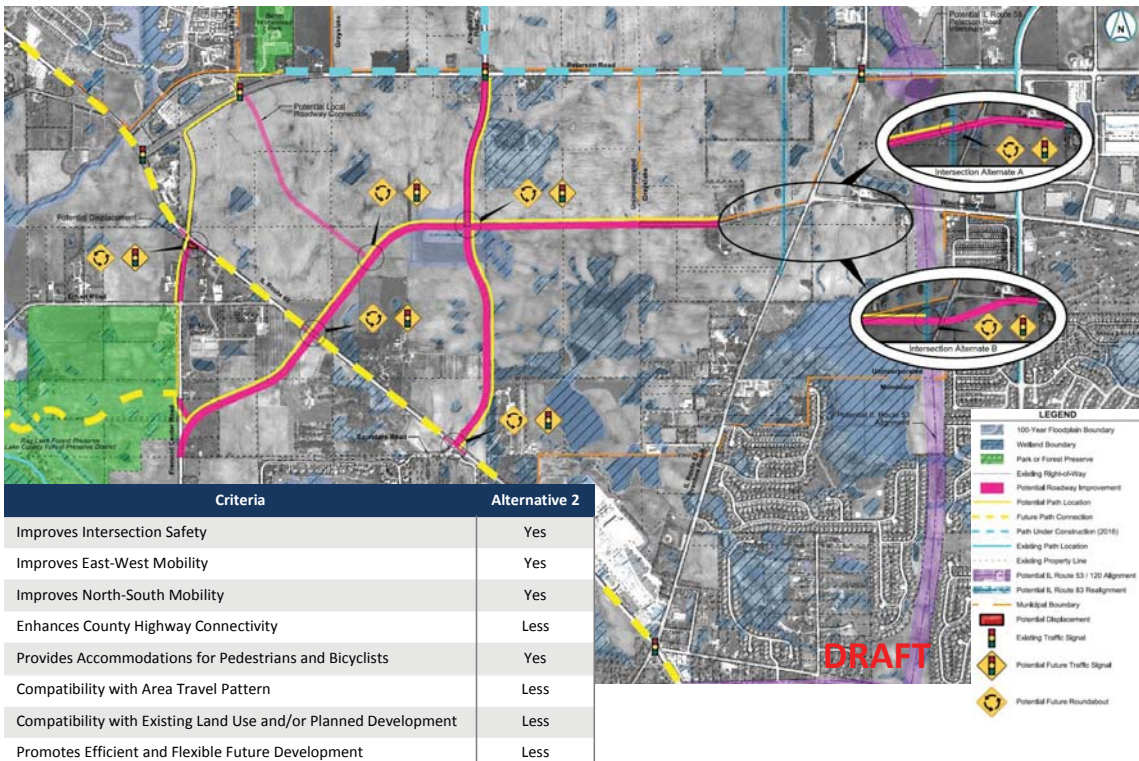 N
Potential IL Route 53
Peterson Road
Interchange
Peterson Road
Potential Local
Roadway Connection
Intersection Alternate A
Potential Displacement
IL Route 60
Intersection Alternate B
Unincorporated
Mundelein
Potential IL Route 53
Alignment
Ray Lake Forest Preserve
Lake County Forest Preserve District
DRAFT
LEGEND
100-Year Floodplain Boundary
Wetland Boundary
Park or Forest Preserve
Existing Right-of-Way
Potential Roadway Improvement
Potential Path Location
Future Path Connection
Path Under Construction (2016)
Existing Path Location
Existing Property Line
Potential IL Route 53 / 120 Alignment
Potential IL Route 83 Realignment
Municipal Boundary
Potential Displacement
Existing Traffic Signal
Potential Future Traffic Signal
Potential Future Roundabout
Criteria Alternative 2
Improves Intersection Safety Yes
Improves East-West Mobility Yes
Improves North-South Mobility Yes
Enhances County Highway Connectivity Less
Provides Accommodations for Pedestrians and Bicyclists Yes
Compatibility with Area Travel Pattern Less
Compatibility with Existing Land Use and/or Planned Development Less
Promotes Efficient and Flexible Future Development Less